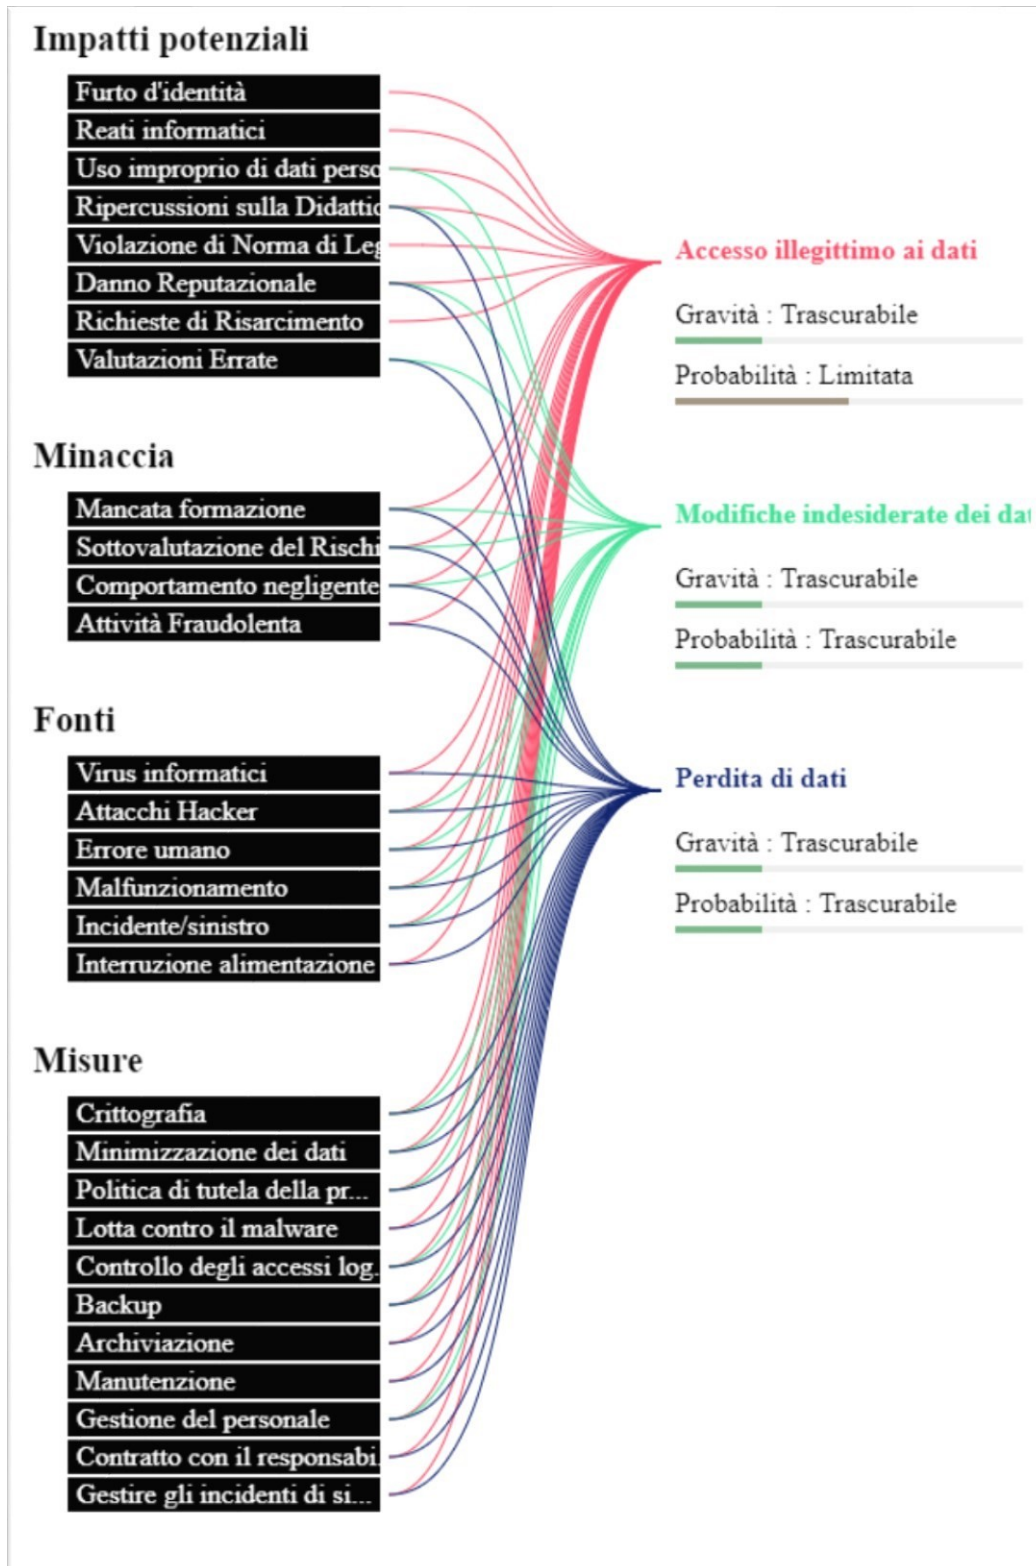 Impatti potenziali
Furto d'identità
Reati informatici
Uso improprio di dati perso
Ripercussioni sulla Didattic
Violazione di Norma di Leg
Danno Reputazionale
Richieste di Risarcimento
Valutazioni Errate
Minaccia
Mancata formazione
Sottovalutazione del Rischi
Comportamento negligente
Attività Fraudolenta
Fonti
Virus informatici
Attacchi Hacker
Errore umano
Malfunzionamento
Incidente/sinistro
Interruzione alimentazione
Misure
Crittografia
Minimizzazione dei dati
Politica di tutela della pr...
Lotta contro il malware
Controllo degli accessi log.
Backup
Archiviazione
Manutenzione
Gestione del personale
Contratto con il responsabi.
Gestire gli incidenti di si...
Accesso illegittimo ai dati
Gravità : Trascurabile
Probabilità : Limitata
Modifiche indesiderate dei dat
Gravità : Trascurabile
Probabilità : Trascurabile
Perdita di dati
Gravità : Trascurabile
Probabilità : Trascurabile